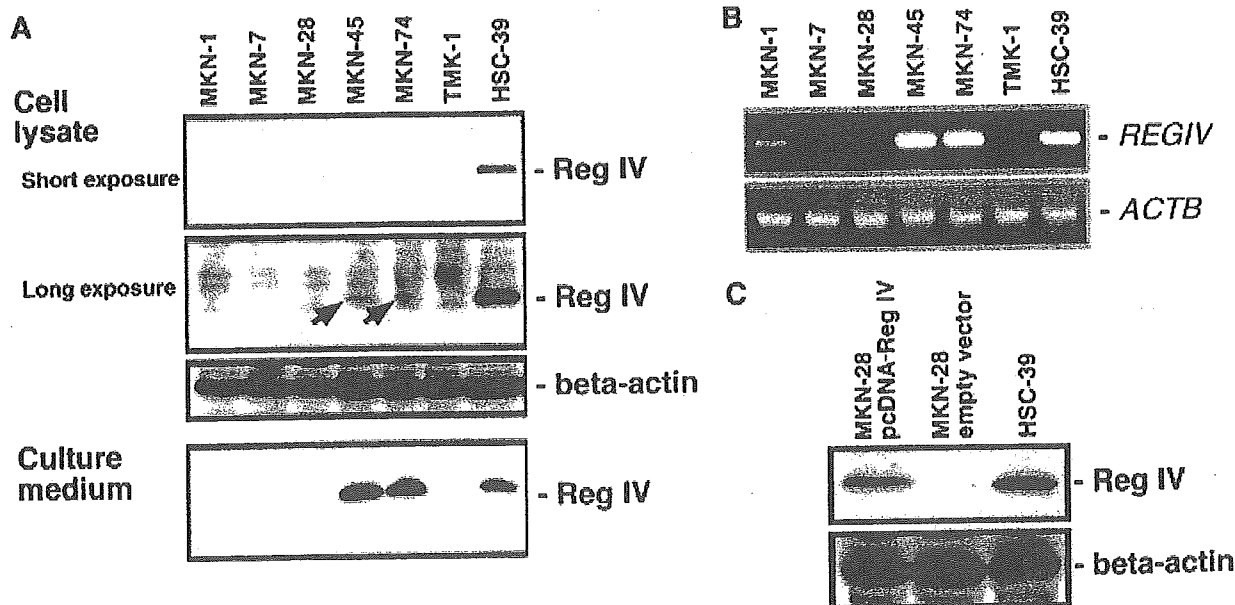 A
MKN-1
MKN-7
MKN-28
MKN-45
MKN-74
TMK-1
HSC-39
Cell
lysate
Short exposure
- Reg IV
Long exposure
- Reg IV
- beta-actin
Culture
medium
- Reg IV
B
MKN-1
MKN-7
MKN-28
MKN-45
MKN-74
TMK-1
HSC-39
- REGIV
- ACTB
C
MKN-28
pcDNA-Reg IV
MKN-28
empty vector
HSC-39
- Reg IV
- beta-actin